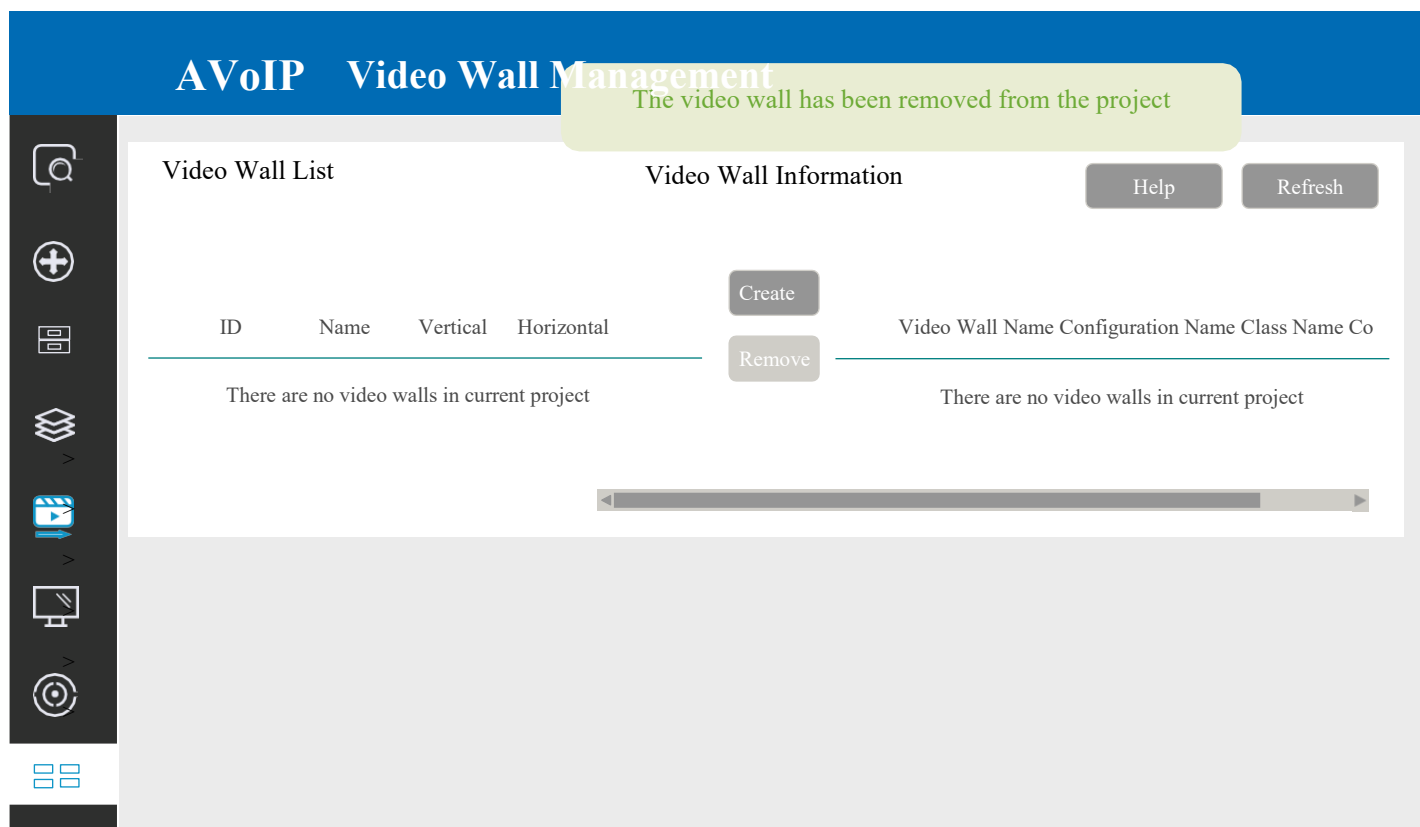 AVoIP Video Wall Management
The video wall has been removed from the project
Video Wall List
Video Wall Information
Help
Refresh
Create
Remove
ID Name Vertical Horizontal
There are no video walls in current project
Video Wall Name Configuration Name Class Name Co
There are no video walls in current project
>
>
>
>
>
>